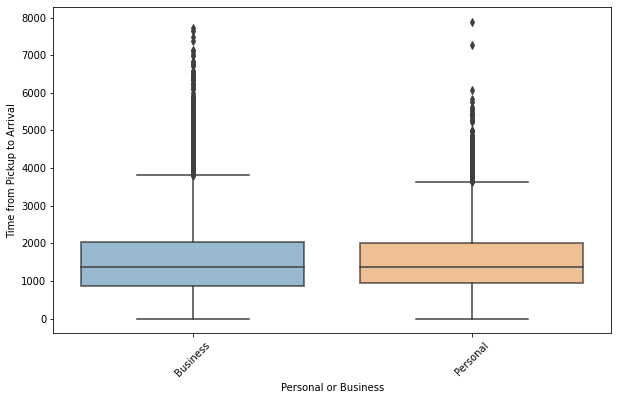 8000
7000
6000
5000
4000
3000
2000
1000
0
Time from Pickup to Arrival
Business
Personal
Personal or Business